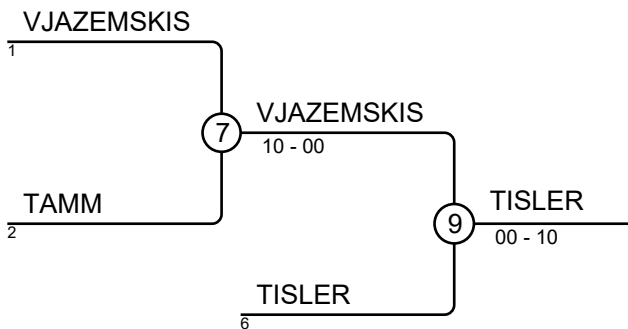 VJAZEMSKIS
1
7
VJAZEMSKIS
10 - 00
TAMM
2
9
TISLER
00 - 10
TISLER
6